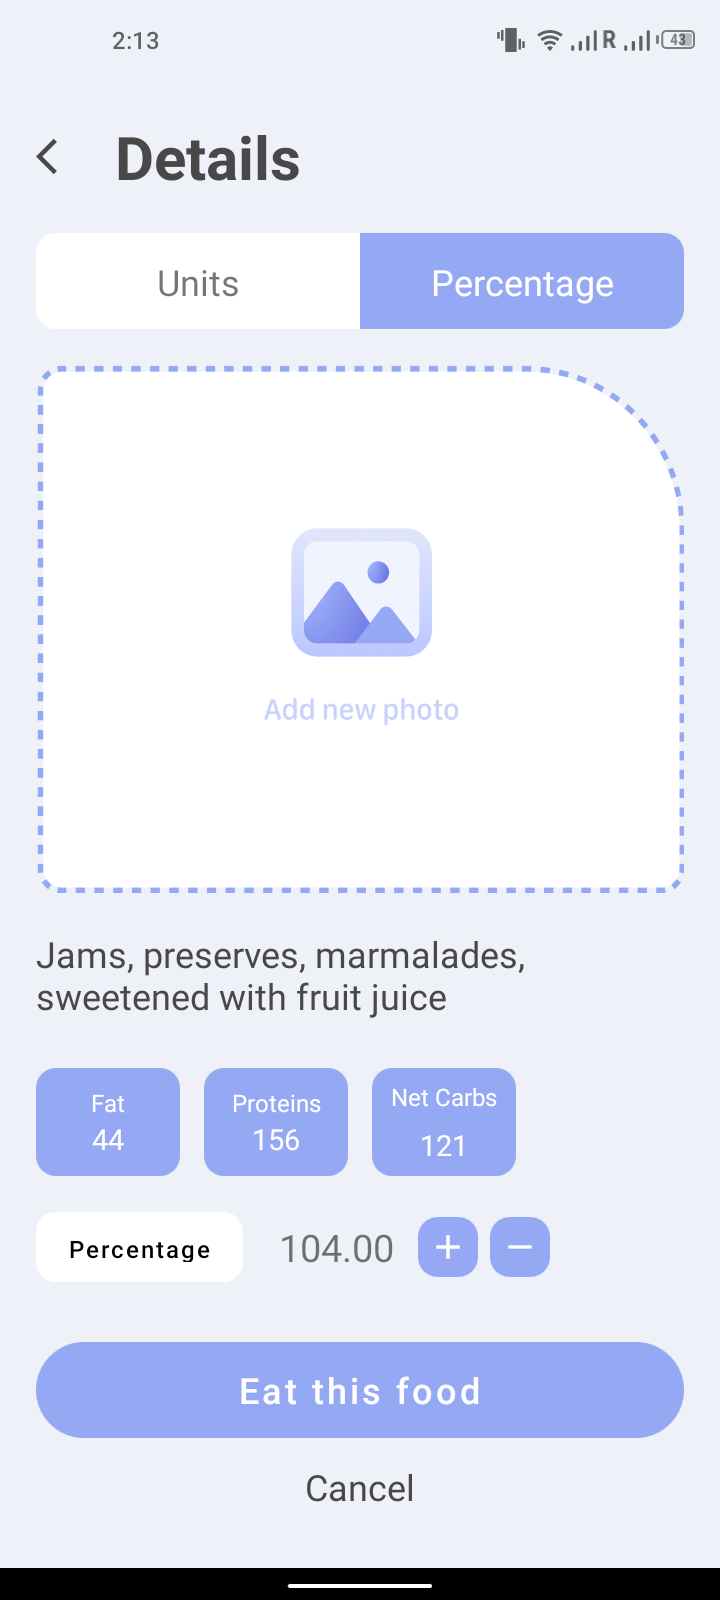 2:13
R
43
Details
Units
Percentage
Add new photo
Jams, preserves, marmalades,
sweetened with fruit juice
Fat
Proteins
Net Carbs
44
156
121
Percentage
104.00
Eat this food
Cancel